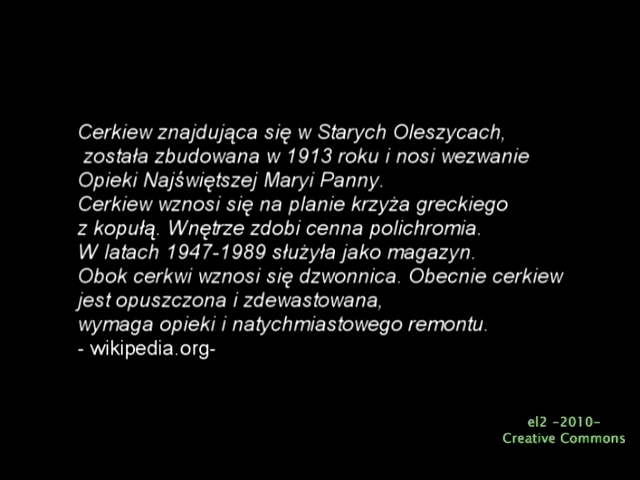 Cerkiew znajdująca się w Starych Oleszycach,
została zbudowana w 1913 roku i nosi wezwanie
Opieki Najświętszej Maryi Panny.
Cerkiew wznosi się na planie krzyża greckiego
z kopułą. Wnętrze zdobi cenna polichromia.
W latach 1947-1989 służyła jako magazyn.
Obok cerkwi wznosi się dzwonnica. Obecnie cerkiew
jest opuszczona i zdewastowana,
wymaga opieki i natychmiastowego remontu.
- wikipedia.org-
el2 -2010-
Creative Commons